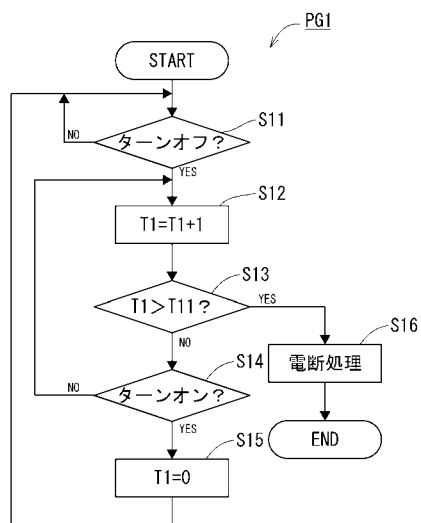 PG1
START
S11
ターンオフ?
NO
YES
S12
T1=T1+1
S13
T1>T11?
YES
NO
S16
電断処理
S14
ターンオン?
NO
YES
END
S15
T1=0